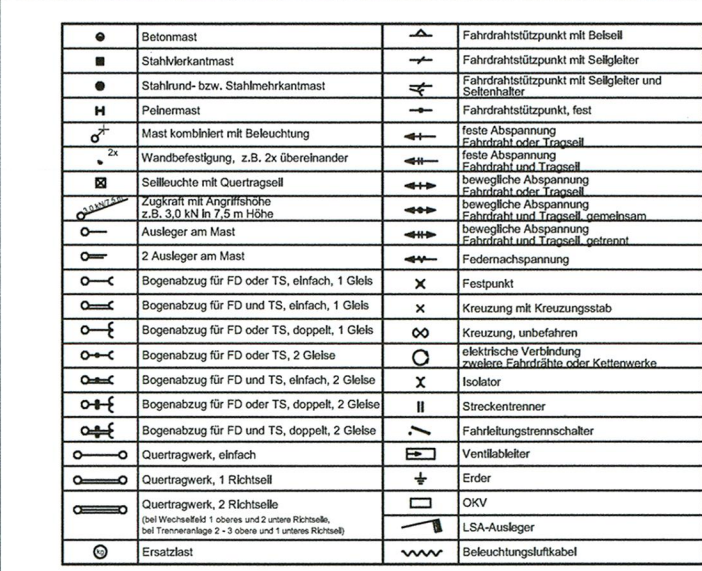 Betonmast
Stahlvierkantmast
Stahlrund- bzw. Stahlmehrkantmast
Peinermast
Mast kombiniert mit Beleuchtung
2x
Wandbefestigung, z.B. 2x übereinander
Seilleuchte mit Quertragseil
3,0 kN/7,5 m
Zugkraft mit Angriffshöhe
z.B. 3,0 kN in 7,5 m Höhe
Ausleger am Mast
2 Ausleger am Mast
Bogenabzug für FD oder TS, einfach, 1 Gleis
Bogenabzug für FD und TS, einfach, 1 Gleis
Bogenabzug für FD oder TS, doppelt, 1 Gleis
Bogenabzug für FD oder TS, 2 Gleise
Bogenabzug für FD und TS, einfach, 2 Gleise
Bogenabzug für FD oder TS, doppelt, 2 Gleise
Bogenabzug für FD und TS, doppelt, 2 Gleise
Quertragwerk, einfach
Quertragwerk, 1 Richtseil
Quertragwerk, 2 Richtseile
(bei Wechselfeld 1 oberes und 2 untere Richtseile,
bei Trenneranlage 2 - 3 obere und 1 unteres Richtseil)
kg
Ersatzlast
Fahrdrahtstützpunkt mit Beiseil
Fahrdrahtstützpunkt mit Seilgleiter
Fahrdrahtstützpunkt mit Seilgleiter und
Seitenhalter
Fahrdrahtstützpunkt, fest
feste Abspannung
Fahrdraht oder Tragseil
feste Abspannung
Fahrdraht und Tragseil
bewegliche Abspannung
Fahrdraht oder Tragseil
bewegliche Abspannung
Fahrdraht und Tragseil, gemeinsam
bewegliche Abspannung
Fahrdraht und Tragseil, getrennt
Federnachspannung
Festpunkt
Kreuzung mit Kreuzungsstab
Kreuzung, unbefahren
elektrische Verbindung
zweiere Fahrdrähte oder Kettenwerke
Isolator
Streckentrenner
Fahrleitungstrennschalter
Ventilableiter
Erder
OKV
LSA-Ausleger
Beleuchtungsluftkabel